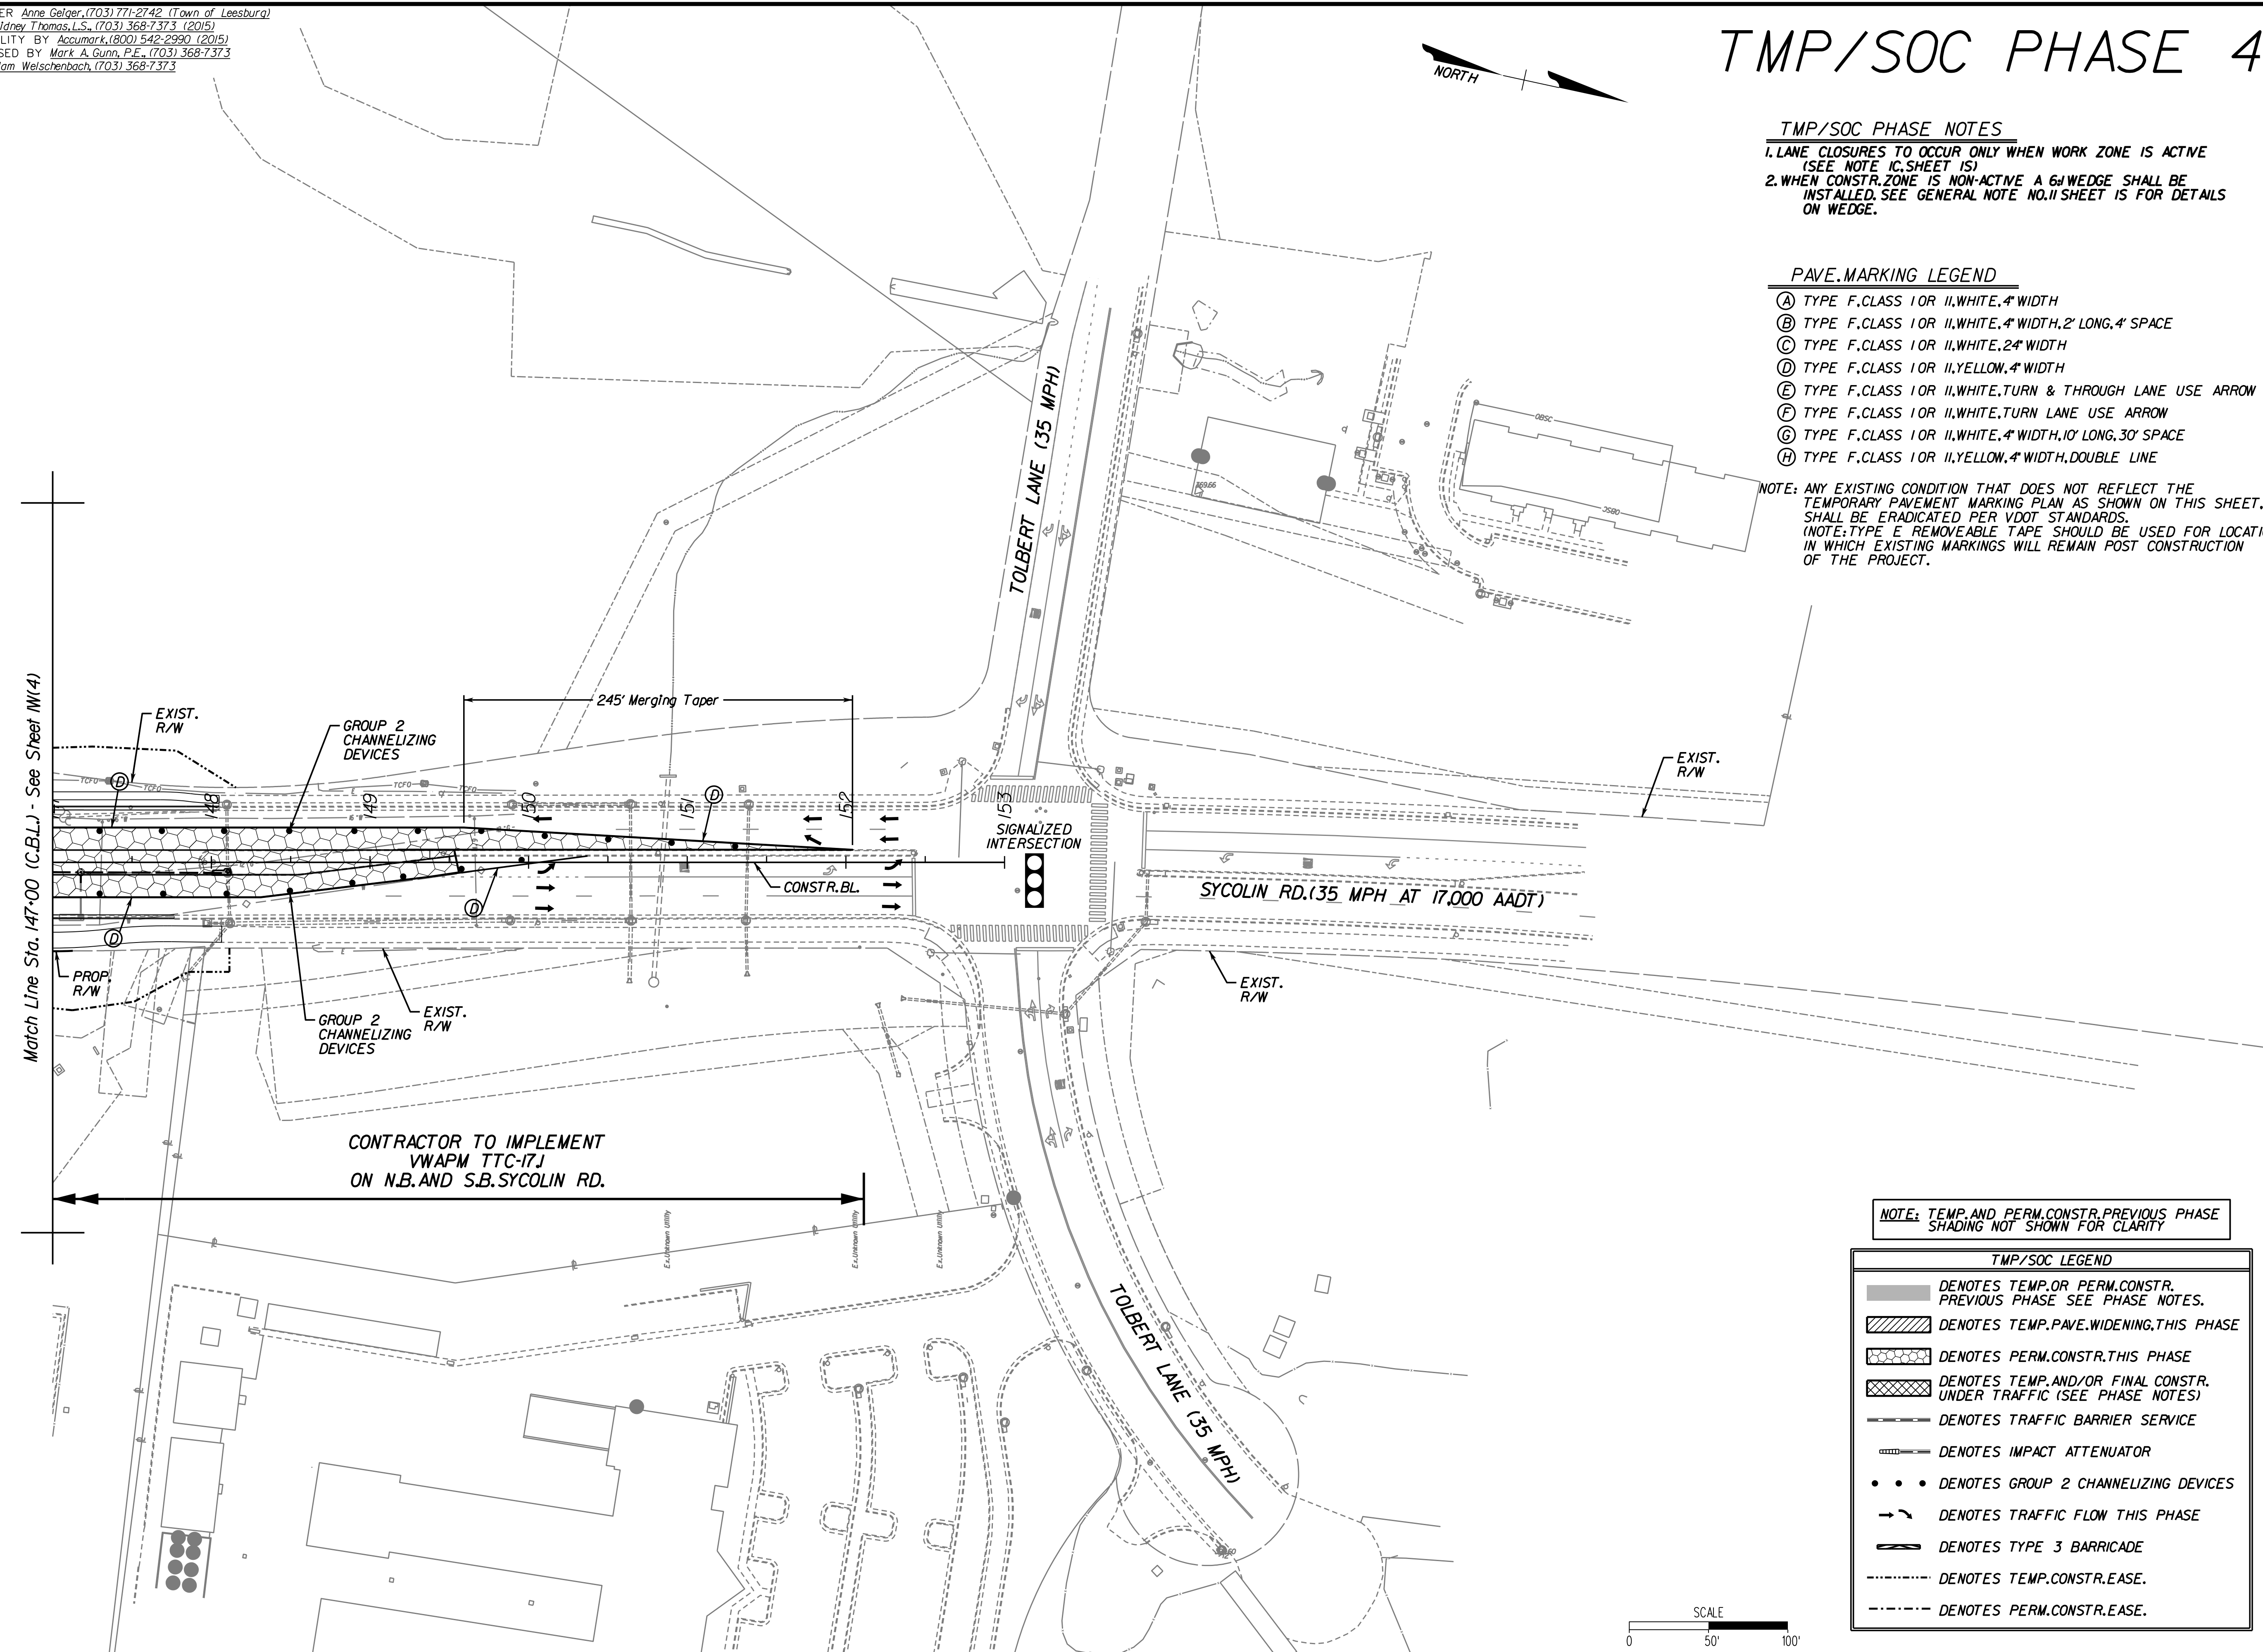 ER Anne Geiger, (703) 771-2742 (Town of Leesburg)
idney Thomas, L.S., (703) 368-7373 (2015)
LITY BY Accumark, (800) 542-2990 (2015)
SED BY Mark A. Gunn, P.E., (703) 368-7373
Welschenbach, (703) 368-7373
TMP/SOC PHASE 4
NORTH
TMP/SOC PHASE NOTES
1. LANE CLOSURES TO OCCUR ONLY WHEN WORK ZONE IS ACTIVE
(SEE NOTE 1C, SHEET 1S)
2. WHEN CONSTR. ZONE IS NON-ACTIVE A 6:1 WEDGE SHALL BE
INSTALLED. SEE GENERAL NOTE NO. 11 SHEET 1S FOR DETAILS
ON WEDGE.
PAVE. MARKING LEGEND
A TYPE F, CLASS I OR II, WHITE, 4" WIDTH
B TYPE F, CLASS I OR II, WHITE, 4" WIDTH, 2' LONG, 4' SPACE
C TYPE F, CLASS I OR II, WHITE, 24" WIDTH
D TYPE F, CLASS I OR II, YELLOW, 4" WIDTH
E TYPE F, CLASS I OR II, WHITE, TURN & THROUGH LANE USE ARROW
F TYPE F, CLASS I OR II, WHITE, TURN LANE USE ARROW
G TYPE F, CLASS I OR II, WHITE, 4" WIDTH, 10' LONG, 30' SPACE
H TYPE F, CLASS I OR II, YELLOW, 4" WIDTH, DOUBLE LINE
NOTE: ANY EXISTING CONDITION THAT DOES NOT REFLECT THE
TEMPORARY PAVEMENT MARKING PLAN AS SHOWN ON THIS SHEET,
SHALL BE ERADICATED PER VDOT STANDARDS.
(NOTE: TYPE E REMOVEABLE TAPE SHOULD BE USED FOR LOCATI
IN WHICH EXISTING MARKINGS WILL REMAIN POST CONSTRUCTION
OF THE PROJECT.
OBSC
OBSC
TOLBERT LANE (35 MPH)
Match Line Sta. 147+00 (C.B.L.) - See Sheet 1W(4)
245' Merging Taper
EXIST.
R/W
GROUP 2
CHANNELIZING
DEVICES
EXIST.
R/W
TCFO
TCFO
TCFO
TCFO
D
D
148
149
150
151
152
153
SIGNALIZED
INTERSECTION
CONSTR. BL.
SYCOLIN RD. (35 MPH AT 17,000 AADT)
D
D
PROP.
R/W
GROUP 2
CHANNELIZING
DEVICES
EXIST.
R/W
EXIST.
R/W
CONTRACTOR TO IMPLEMENT
VWAPM TTC-17.1
ON N.B. AND S.B. SYCOLIN RD.
Ex. Unknown Utility
Ex. Unknown Utility
Ex. Unknown Utility
TOLBERT LANE (35 MPH)
NOTE: TEMP. AND PERM. CONSTR. PREVIOUS PHASE
SHADING NOT SHOWN FOR CLARITY
TMP/SOC LEGEND
DENOTES TEMP. OR PERM. CONSTR.
PREVIOUS PHASE SEE PHASE NOTES.
DENOTES TEMP. PAVE. WIDENING, THIS PHASE
DENOTES PERM. CONSTR. THIS PHASE
DENOTES TEMP. AND/OR FINAL CONSTR.
UNDER TRAFFIC (SEE PHASE NOTES)
DENOTES TRAFFIC BARRIER SERVICE
DENOTES IMPACT ATTENUATOR
DENOTES GROUP 2 CHANNELIZING DEVICES
DENOTES TRAFFIC FLOW THIS PHASE
DENOTES TYPE 3 BARRICADE
DENOTES TEMP. CONSTR. EASE.
DENOTES PERM. CONSTR. EASE.
SCALE
0 50' 100'